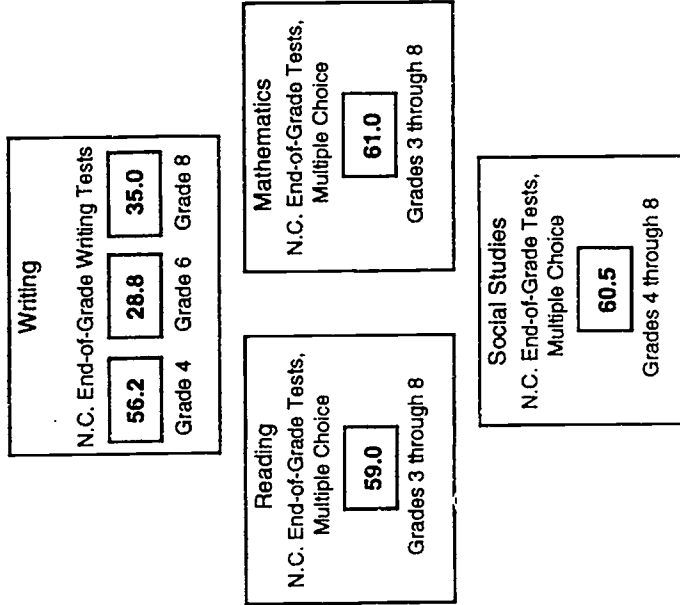 Writing
N.C. End-of-Grade Writing Tests
56.2 28.8 35.0
Grade 4 Grade 6 Grade 8
Reading
N.C. End-of-Grade Tests,
Multiple Choice
59.0
Grades 3 through 8
Mathematics
N.C. End-of-Grade Tests,
Multiple Choice
61.0
Grades 3 through 8
Social Studies
N.C. End-of-Grade Tests,
Multiple Choice
60.5
Grades 4 through 8